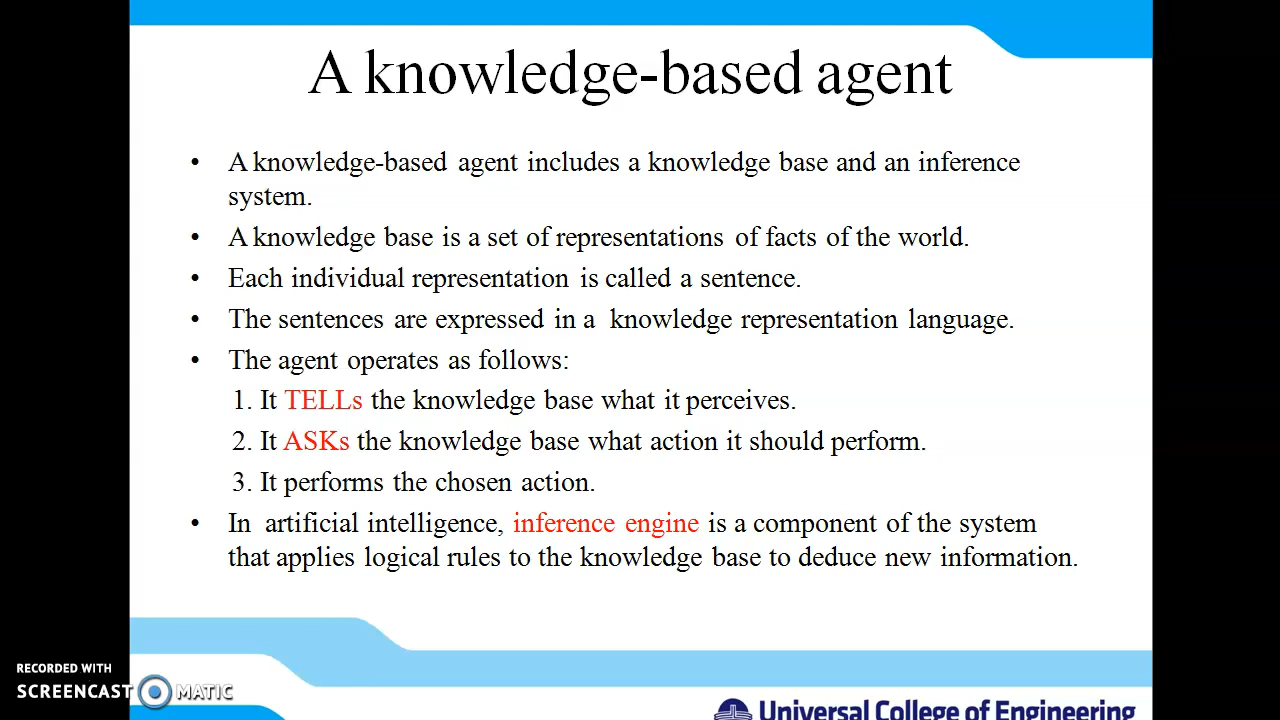 A knowledge-based agent
• A knowledge-based agent includes a knowledge base and an inference
system.
• A knowledge base is a set of representations of facts of the world.
• Each individual representation is called a sentence.
• The sentences are expressed in a knowledge representation language.
• The agent operates as follows:
1. It TELLs the knowledge base what it perceives.
2. It ASKs the knowledge base what action it should perform.
3. It performs the chosen action.
• In artificial intelligence, inference engine is a component of the system
that applies logical rules to the knowledge base to deduce new information.
RECORDED WITH
SCREENCAST MATIC
Universal College of Engineering